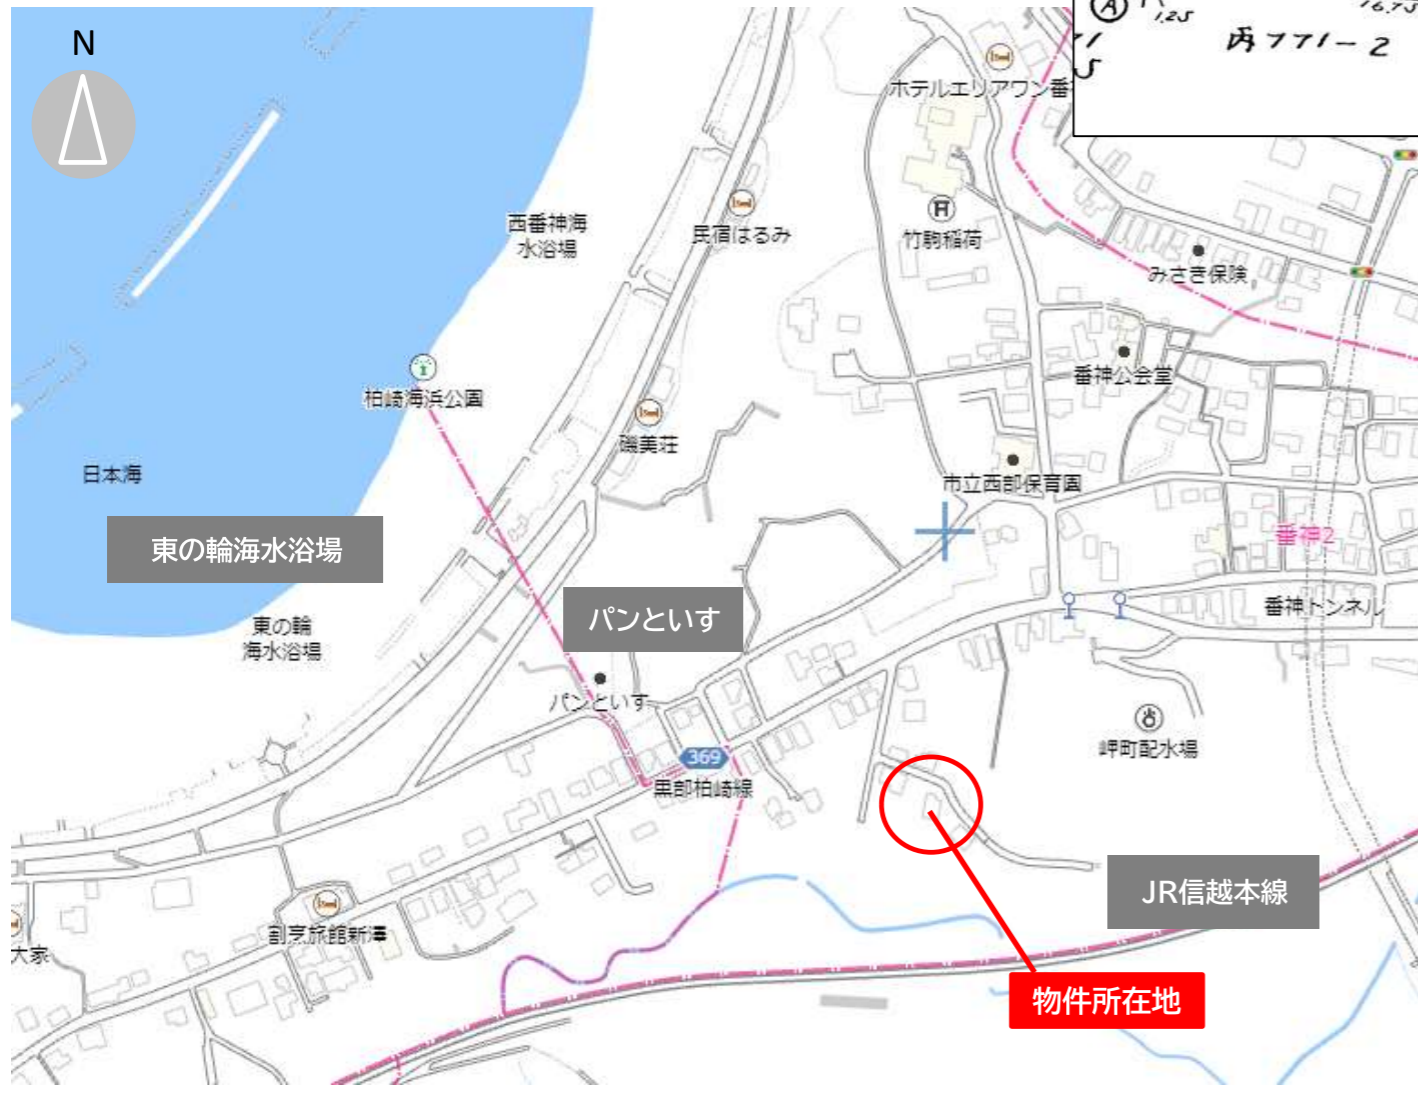 N
Ⓐ
1.25
16.75
71
丙771-2
5
ホテルエリアワン番
西番神海
水浴場
民宿はるみ
竹駒稲荷
みさき保険
柏崎海浜公園
番神公会堂
磯美荘
日本海
市立西部保育園
東の輪海水浴場
番神2
パンといす
番神トンネル
東の輪
海水浴場
パンといす
岬町配水場
369
黒部柏崎線
JR信越本線
割烹旅館新澤
大家
物件所在地